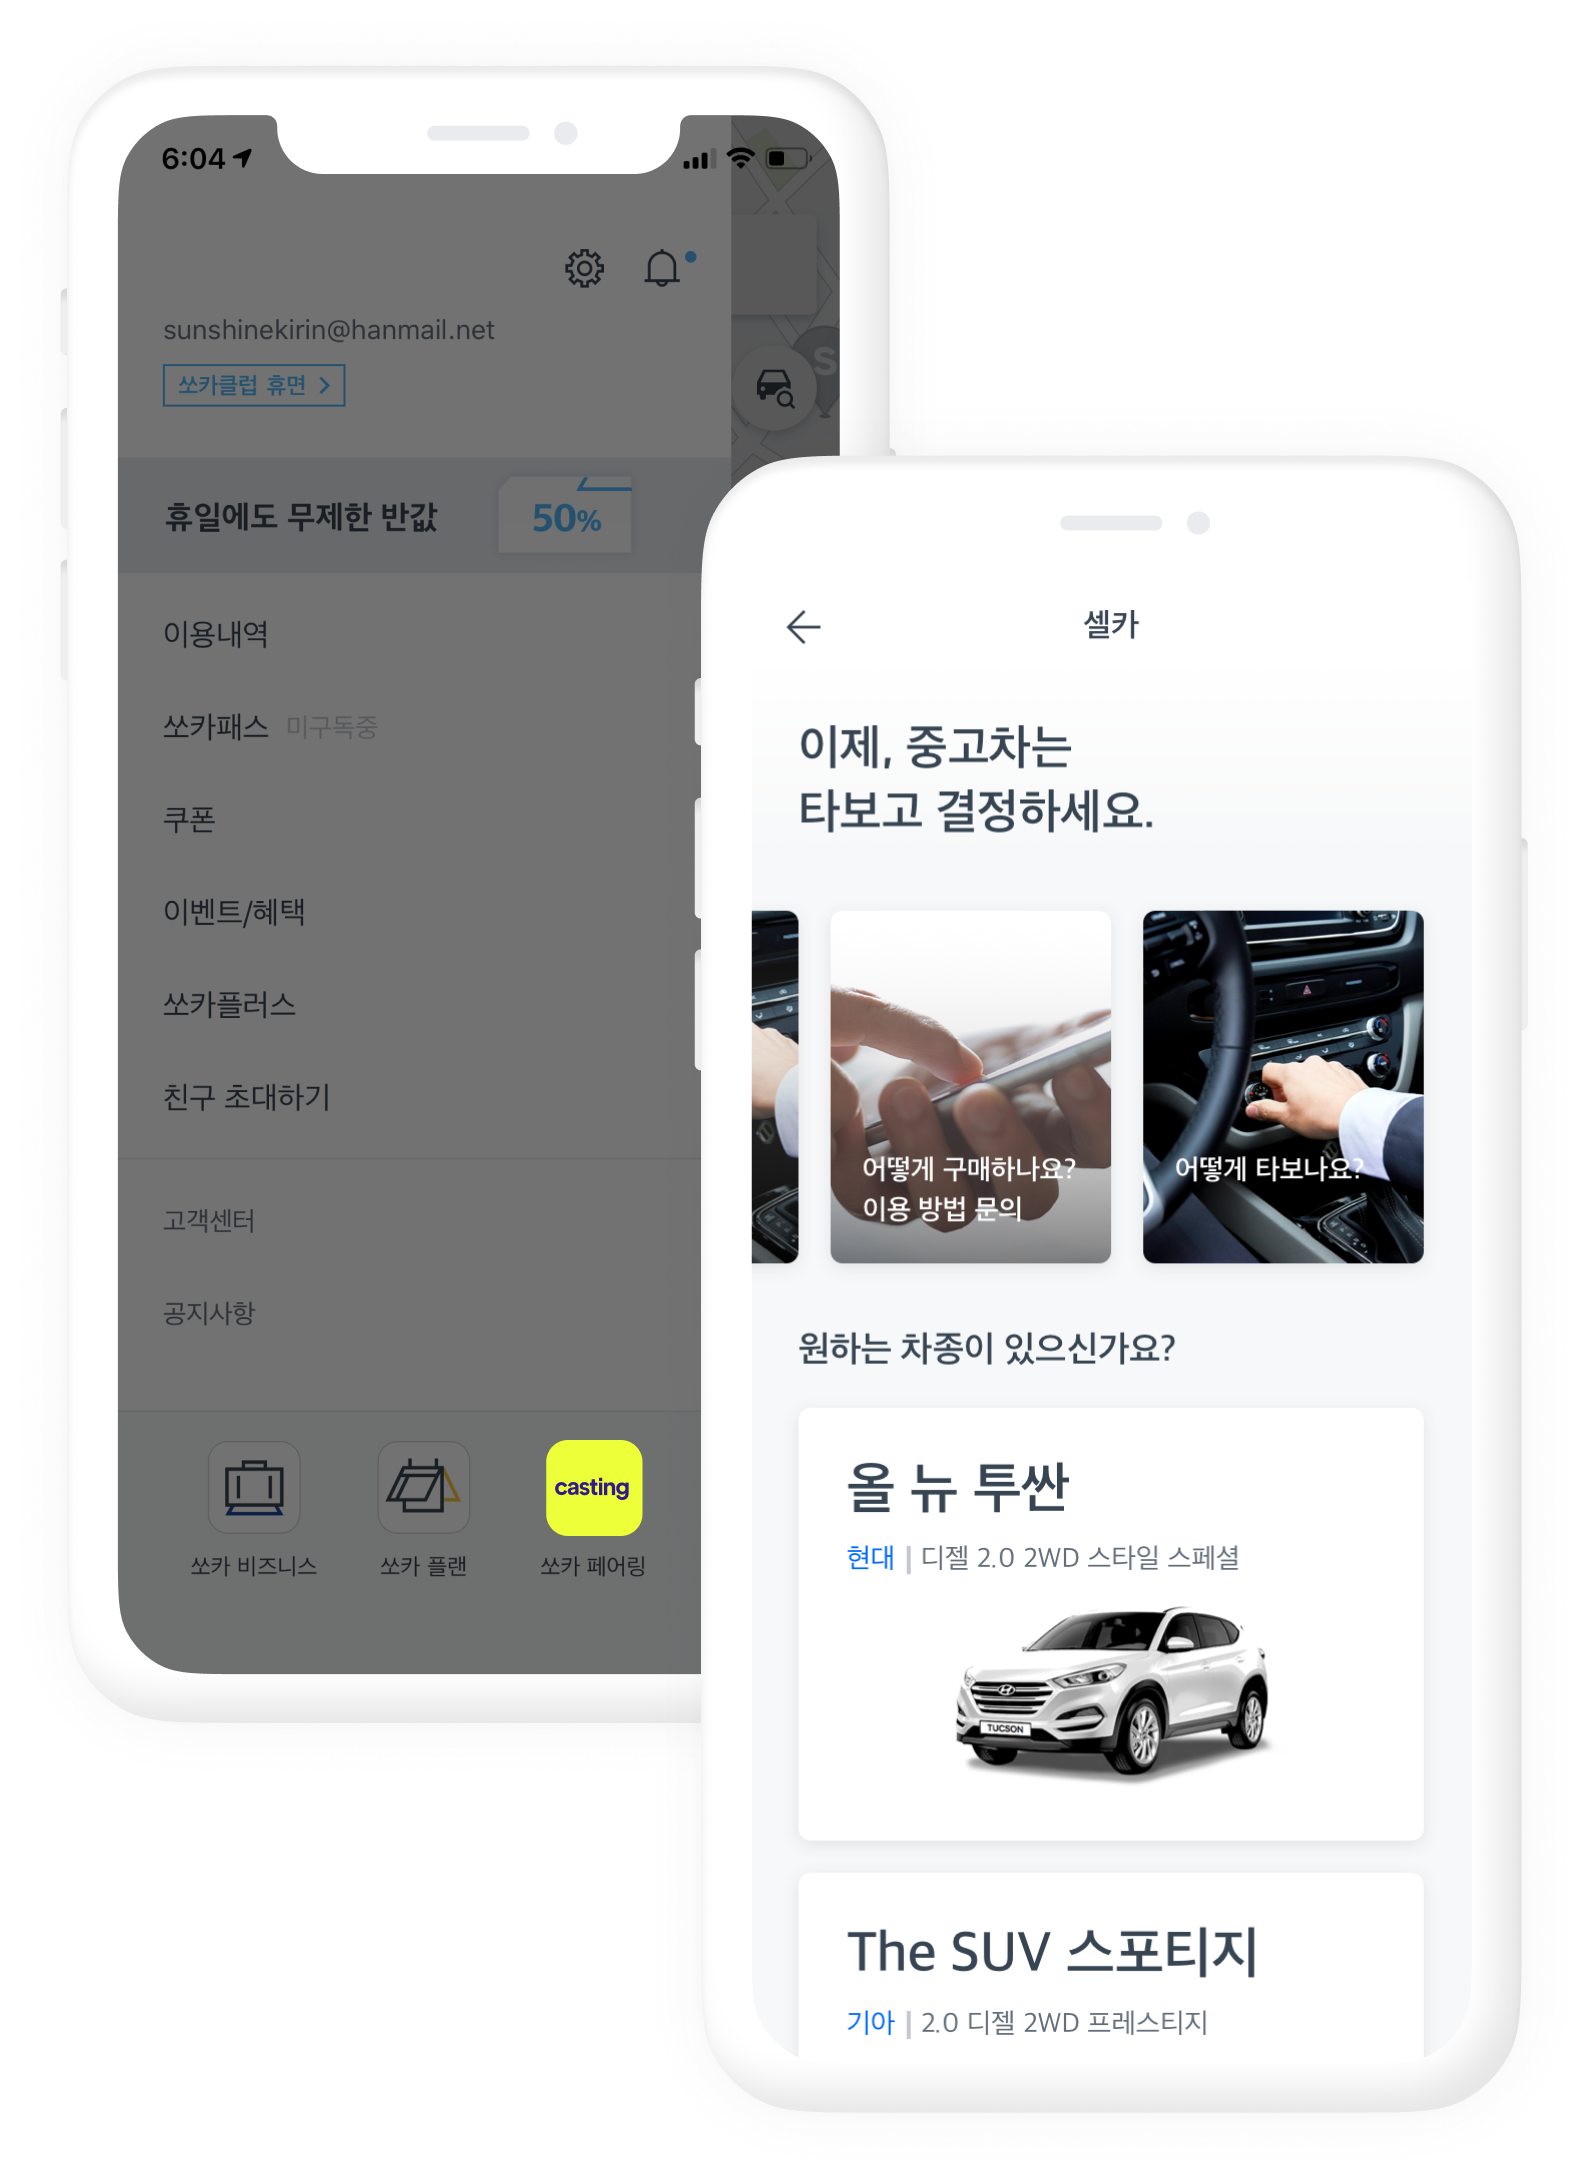 6:04
sunshinekirin@hanmail.net
쏘카클럽 휴면 >
휴일에도 무제한 반값
50%
이용내역
쏘카패스 미구독중
쿠폰
이벤트/혜택
쏘카플러스
친구 초대하기
고객센터
공지사항
casting
쏘카 비즈니스
쏘카 플랜
쏘카 페어링
S
셀카
이제, 중고차는
타보고 결정하세요.
어떻게 구매하나요?
이용 방법 문의
어떻게 타보나요?
원하는 차종이 있으신가요?
올 뉴 투싼
현대 | 디젤 2.0 2WD 스타일 스페셜
TUCSON
The SUV 스포티지
기아 | 2.0 디젤 2WD 프레스티지